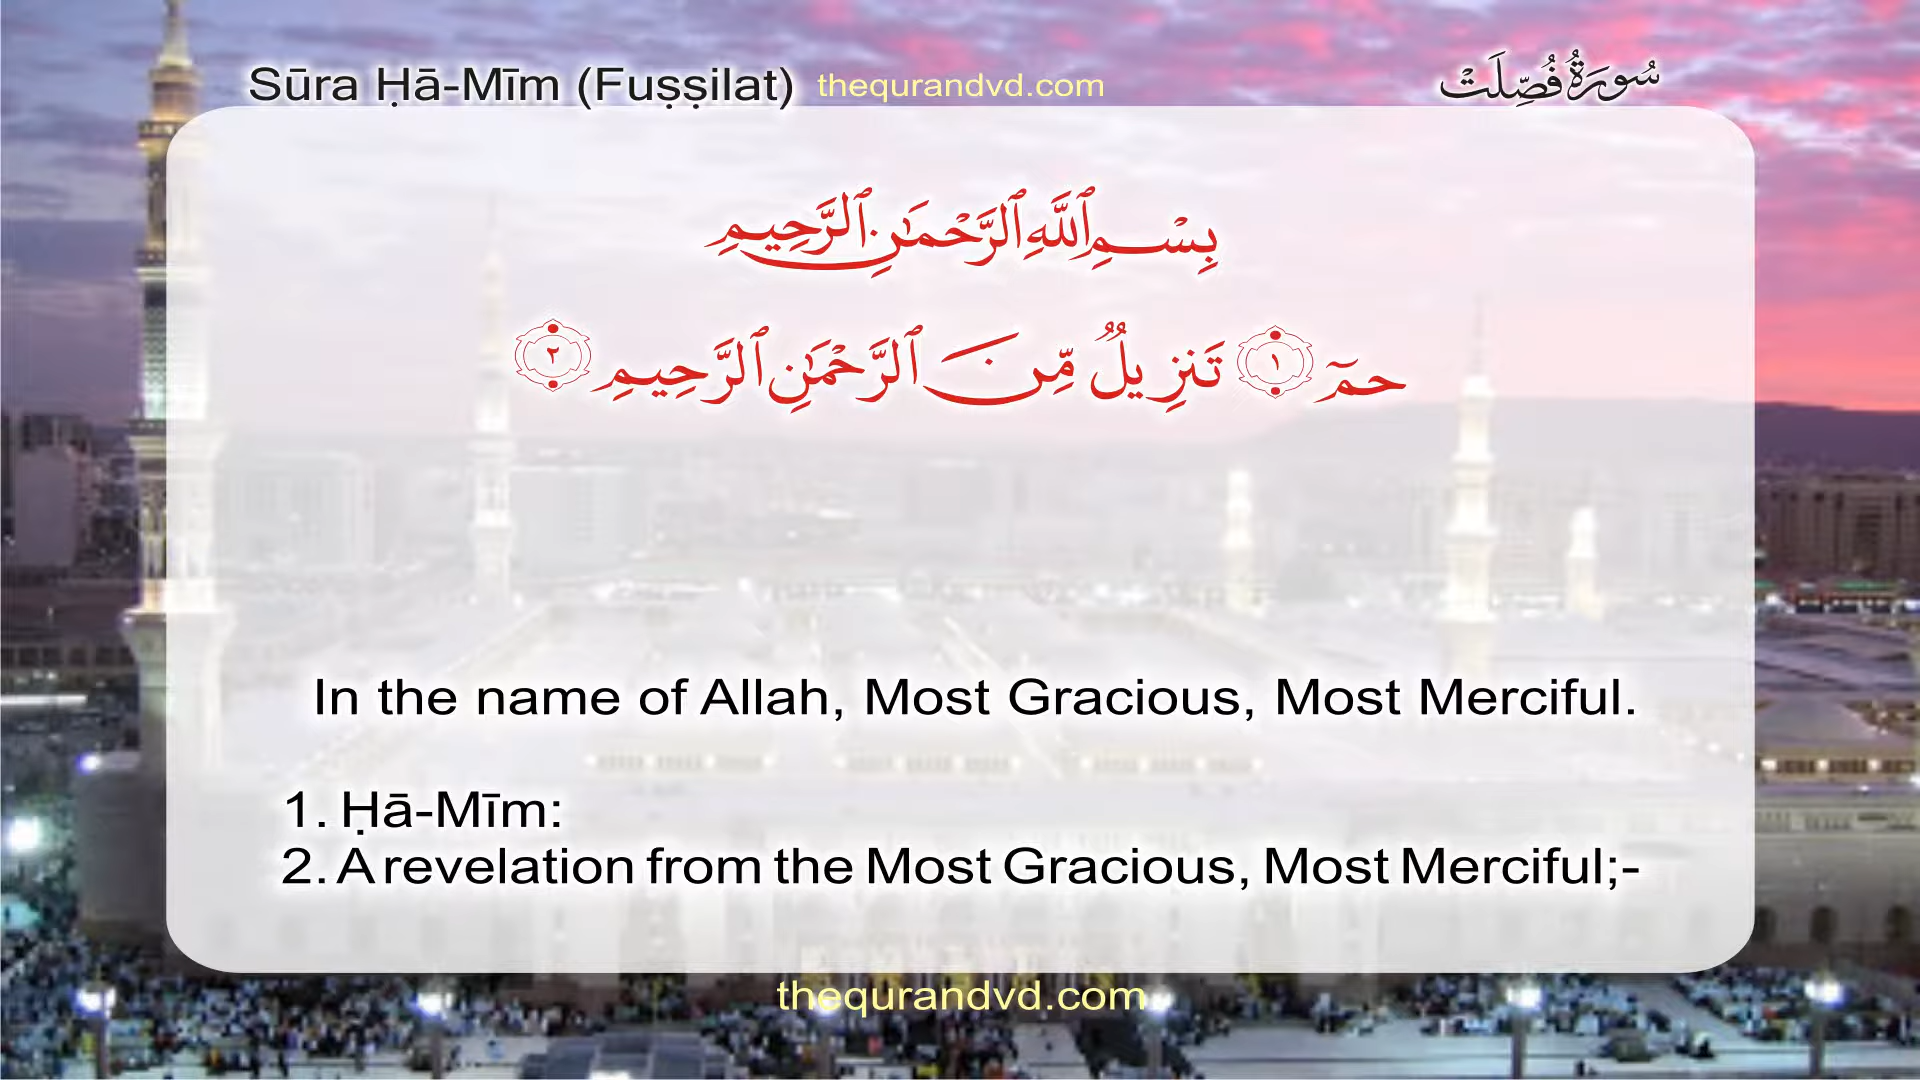 Sūra Ḥā-Mīm (Fuṣṣilat) thequrandvd.com سُورَةُ فُصِّلَتْ
بِسْمِ ٱللَّهِ ٱلرَّحْمَـٰنِ ٱلرَّحِيمِ
حمٓ ١ تَنزِيلٌ مِّنَ ٱلرَّحْمَـٰنِ ٱلرَّحِيمِ ٢
In the name of Allah, Most Gracious, Most Merciful.
1. Ḥā-Mīm:
2. A revelation from the Most Gracious, Most Merciful;-
thequrandvd.com